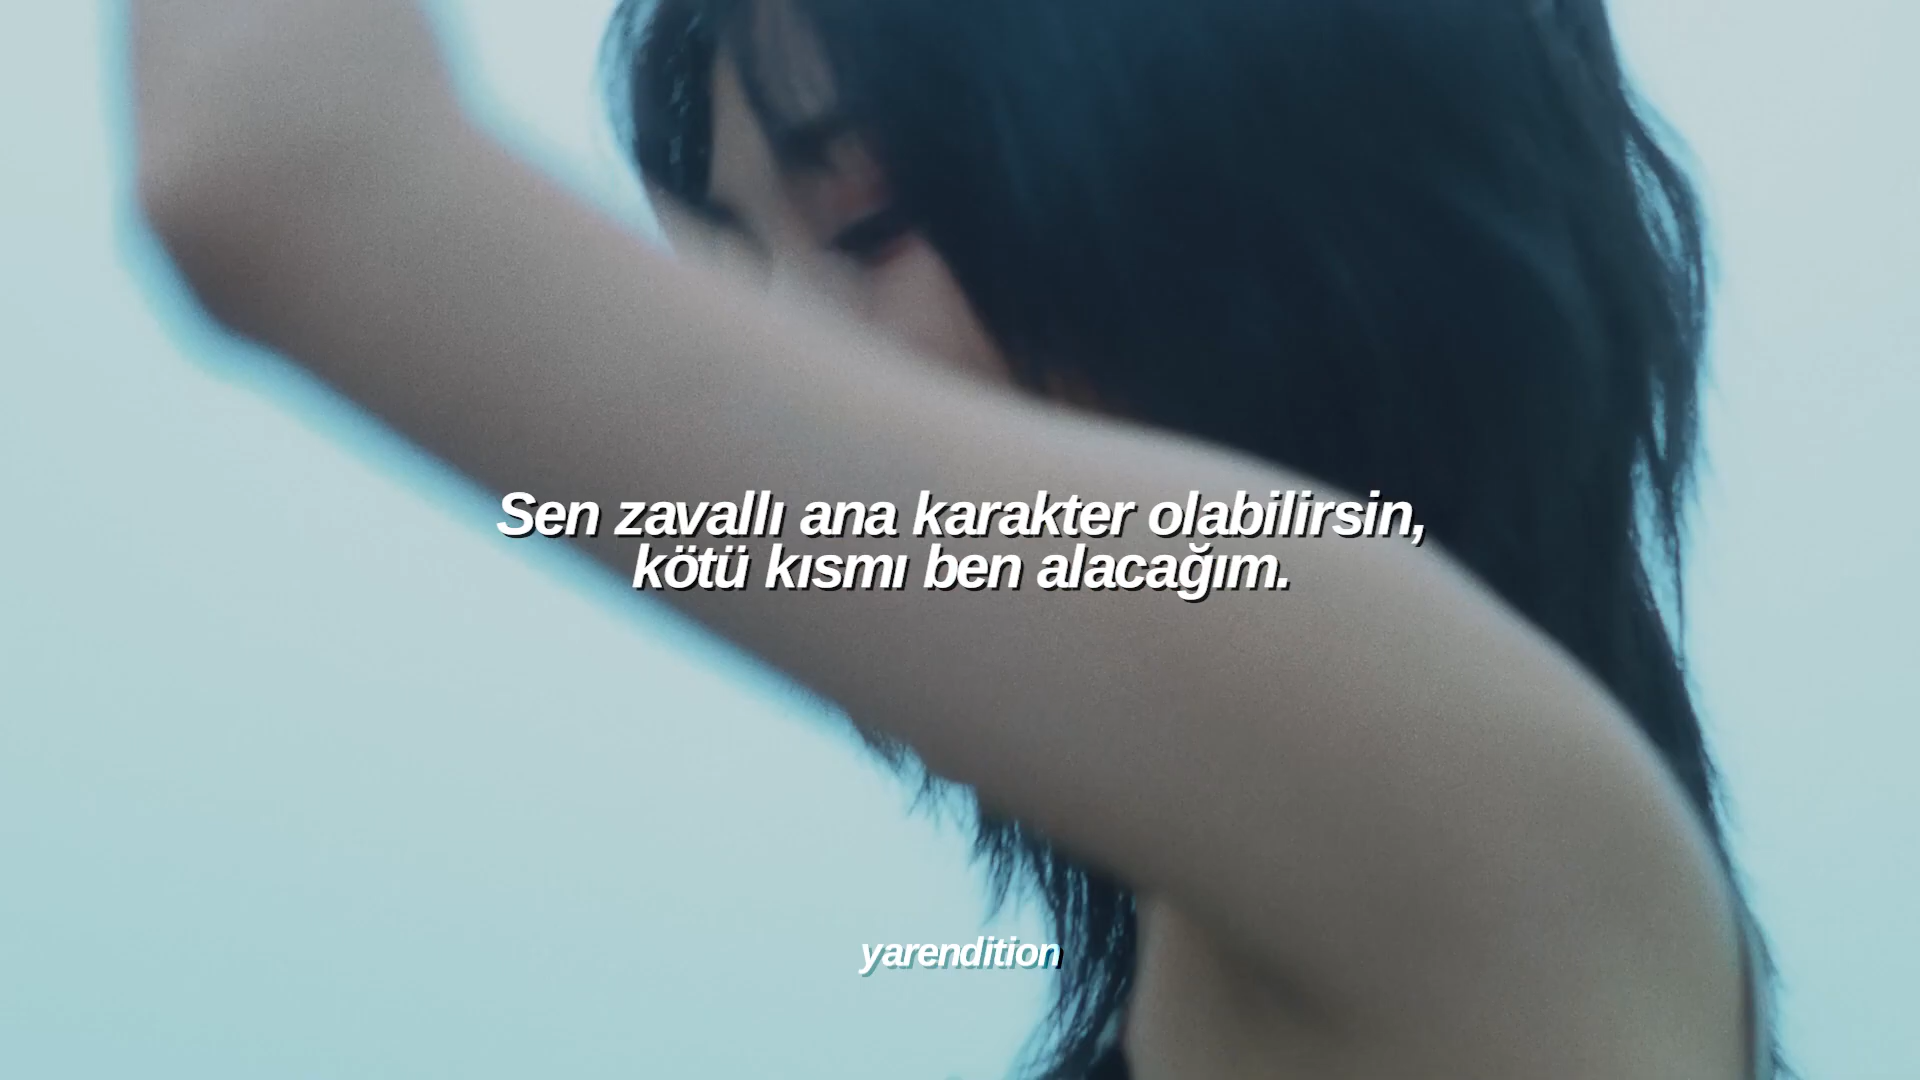 Sen zavallı ana karakter olabilirsin,
kötü kısmı ben alacağım.
yarendition